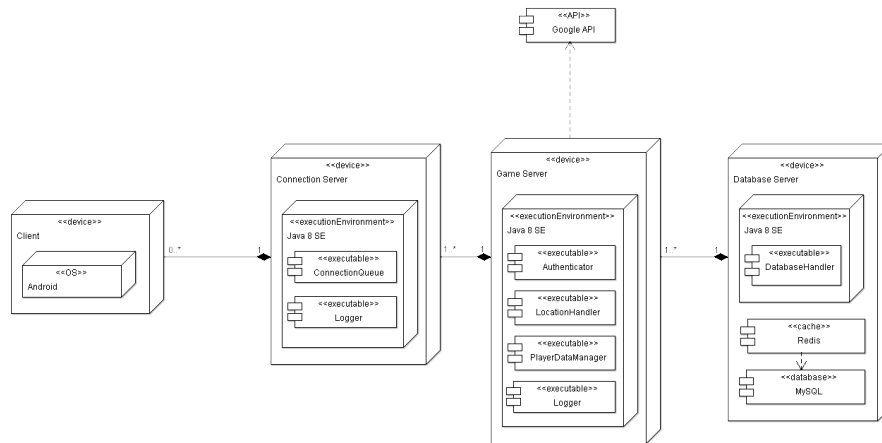 <<API>>
Google API
<<device>>
Client
<<OS>>
Android
0..*
1
<<device>>
Connection Server
<<executionEnvironment>>
Java 8 SE
<<executable>>
ConnectionQueue
<<executable>>
Logger
1..*
1
<<device>>
Game Server
<<executionEnvironment>>
Java 8 SE
<<executable>>
Authenticator
<<executable>>
LocationHandler
<<executable>>
PlayerDataManager
<<executable>>
Logger
1..*
1
<<device>>
Database Server
<<executionEnvironment>>
Java 8 SE
<<executable>>
DatabaseHandler
<<cache>>
Redis
<<database>>
MySQL